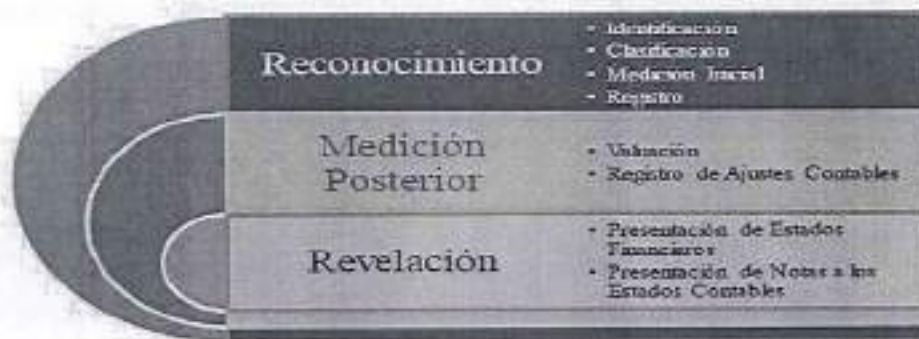 Reconocimiento
• Identificación
• Clasificación
• Medición Inicial
• Registro
Medición
Posterior
• Valuación
• Registro de Ajustes Contables
Revelación
• Presentación de Estados
Financieros
• Presentación de Notas a los
Estados Contables